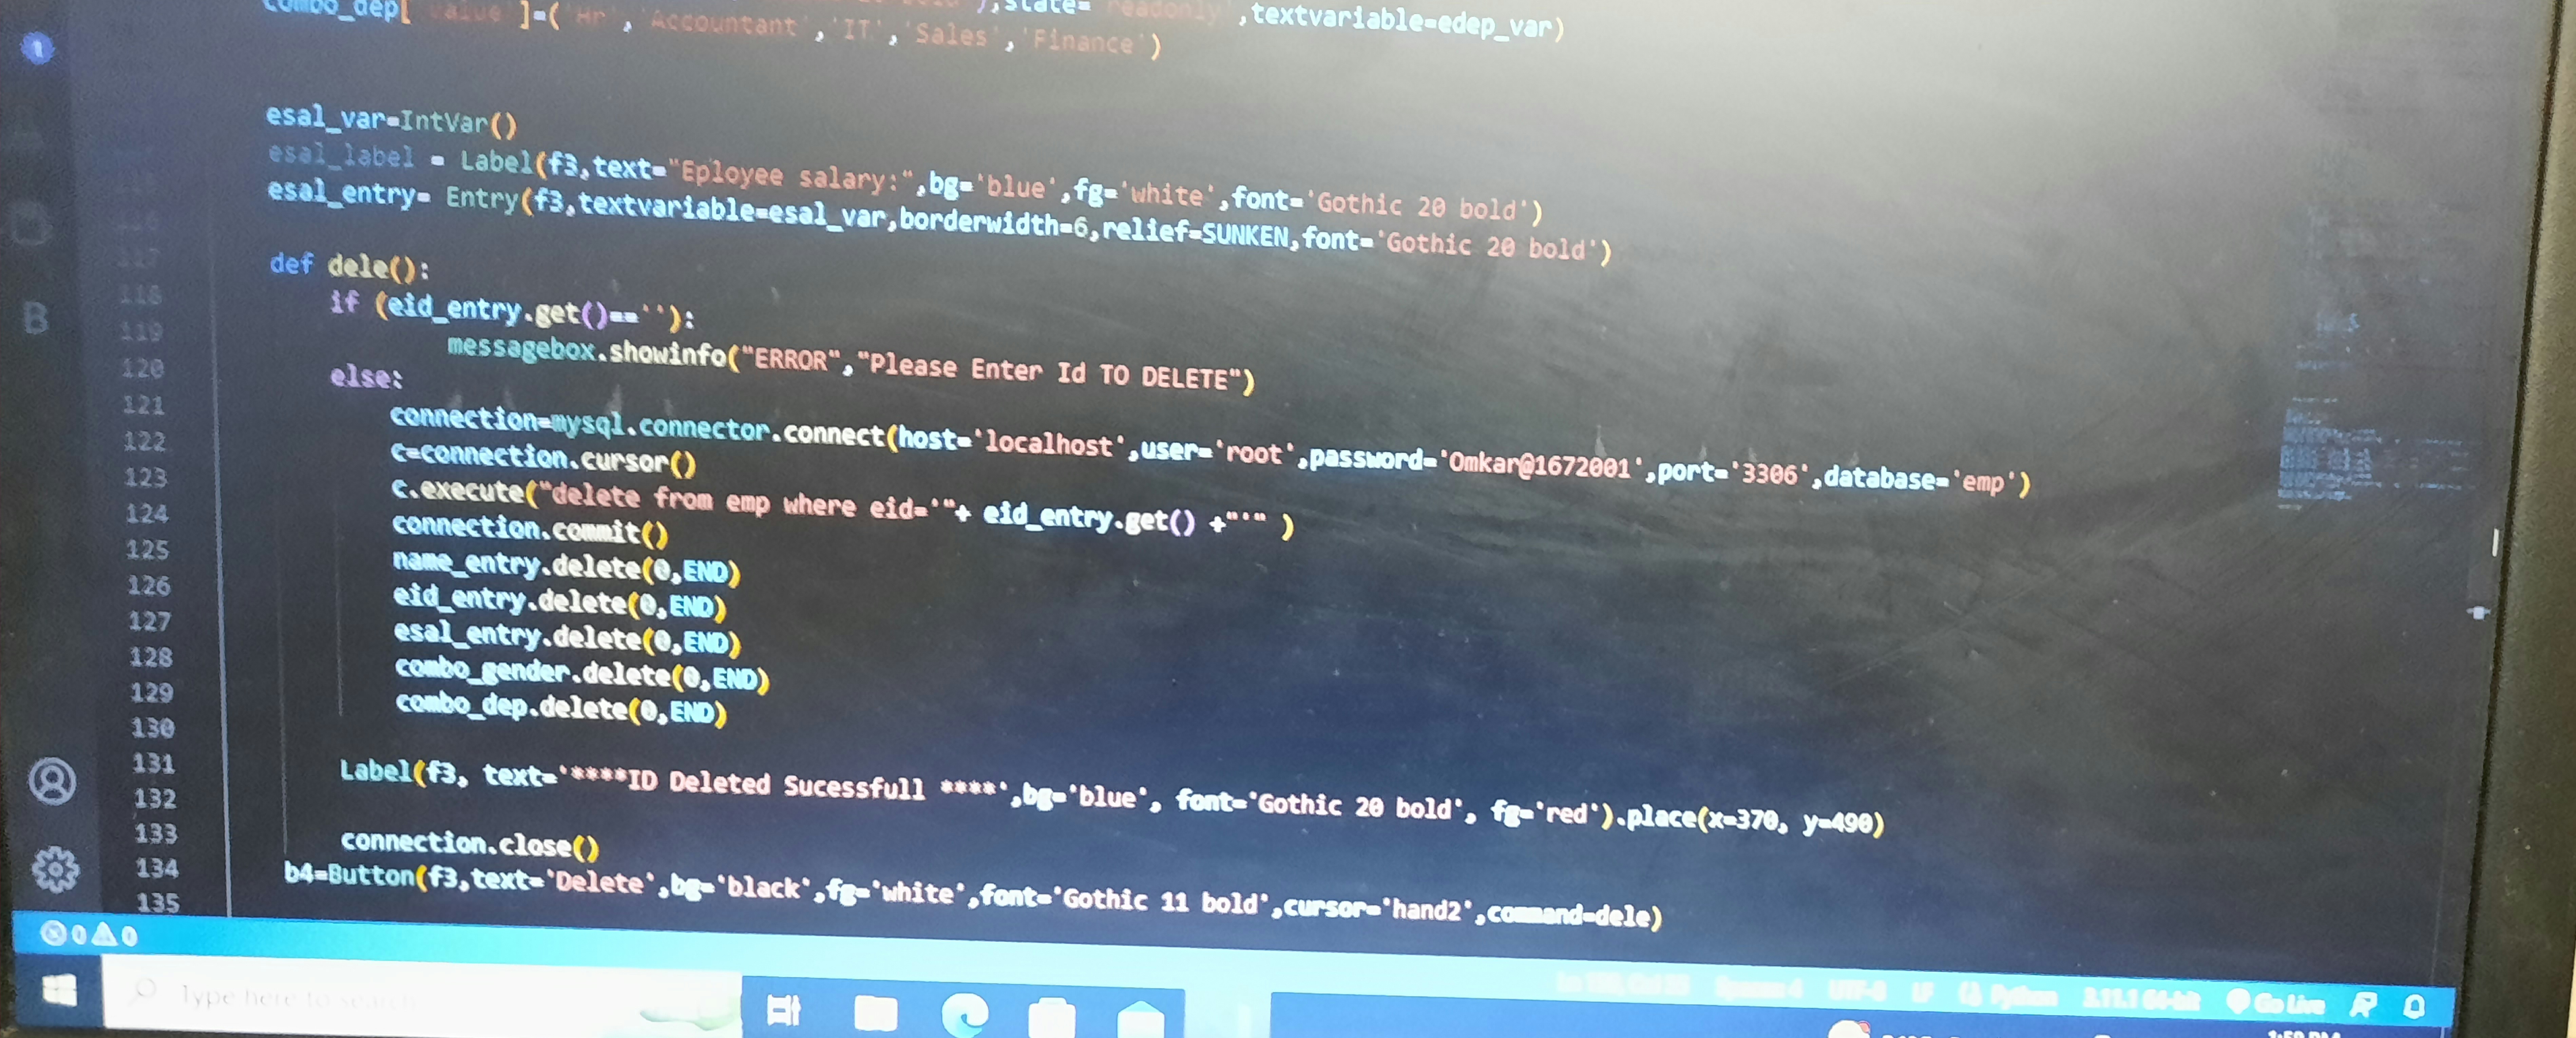 combo_dep['value']=('Hr','Accountant','IT','Sales','Finance') ,state='readonly',textvariable=edep_var)
esal_var=IntVar()
esal_label = Label(f3,text="Eployee salary:",bg='blue',fg='white',font='Gothic 20 bold')
esal_entry= Entry(f3,textvariable=esal_var,borderwidth=6,relief=SUNKEN,font='Gothic 20 bold')
117 def dele():
118 if (eid_entry.get()==''):
119 messagebox.showinfo("ERROR","Please Enter Id TO DELETE")
120 else:
121 connection=mysql.connector.connect(host='localhost',user='root',password='Omkar@1672001',port='3306',database='emp')
122 c=connection.cursor()
123 c.execute("delete from emp where eid='"+ eid_entry.get() +"'" )
124 connection.commit()
125 name_entry.delete(0,END)
126 eid_entry.delete(0,END)
127 esal_entry.delete(0,END)
128 combo_gender.delete(0,END)
129 combo_dep.delete(0,END)
130
131 Label(f3, text='****ID Deleted Sucessfull ****',bg='blue', font='Gothic 20 bold', fg='red').place(x=370, y=490)
132
133 connection.close()
134 b4=Button(f3,text='Delete',bg='black',fg='white',font='Gothic 11 bold',cursor='hand2',command=dele)
135
B
1
0 0
UTF-8 LF Python 3.11.1 64-bit Go Live
Type here to search